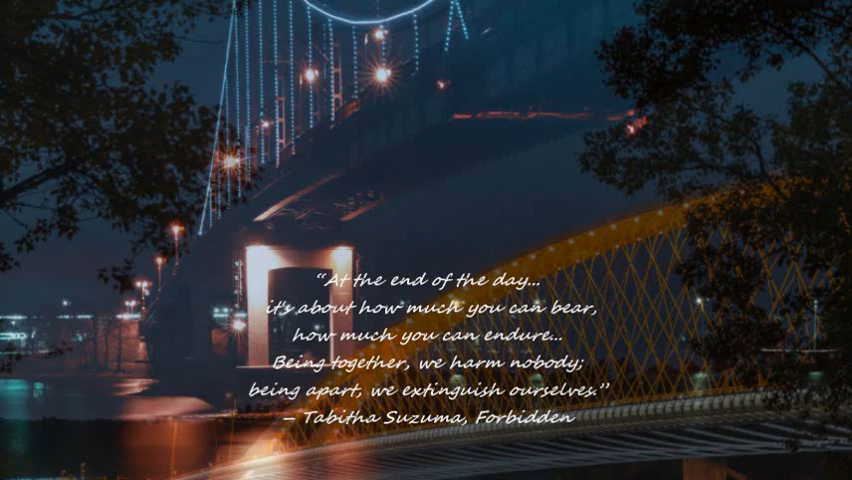 “At the end of the day...
it's about how much you can bear,
how much you can endure...
Being together, we harm nobody;
being apart, we extinguish ourselves.”
― Tabitha Suzuma, Forbidden